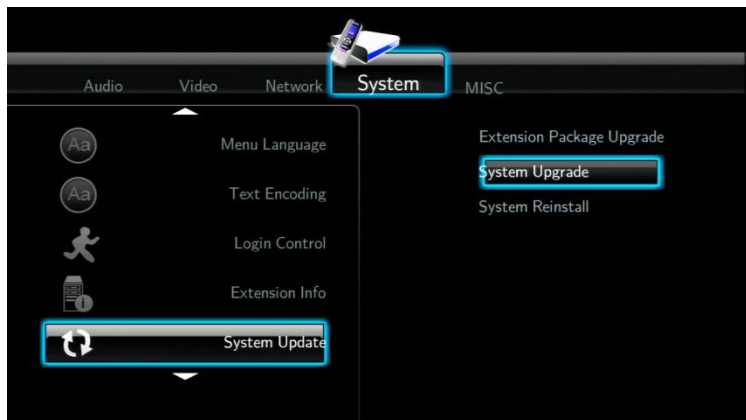 Audio Video Network System MISC
Menu Language
Text Encoding
Login Control
Extension Info
System Update
Extension Package Upgrade
System Upgrade
System Reinstall